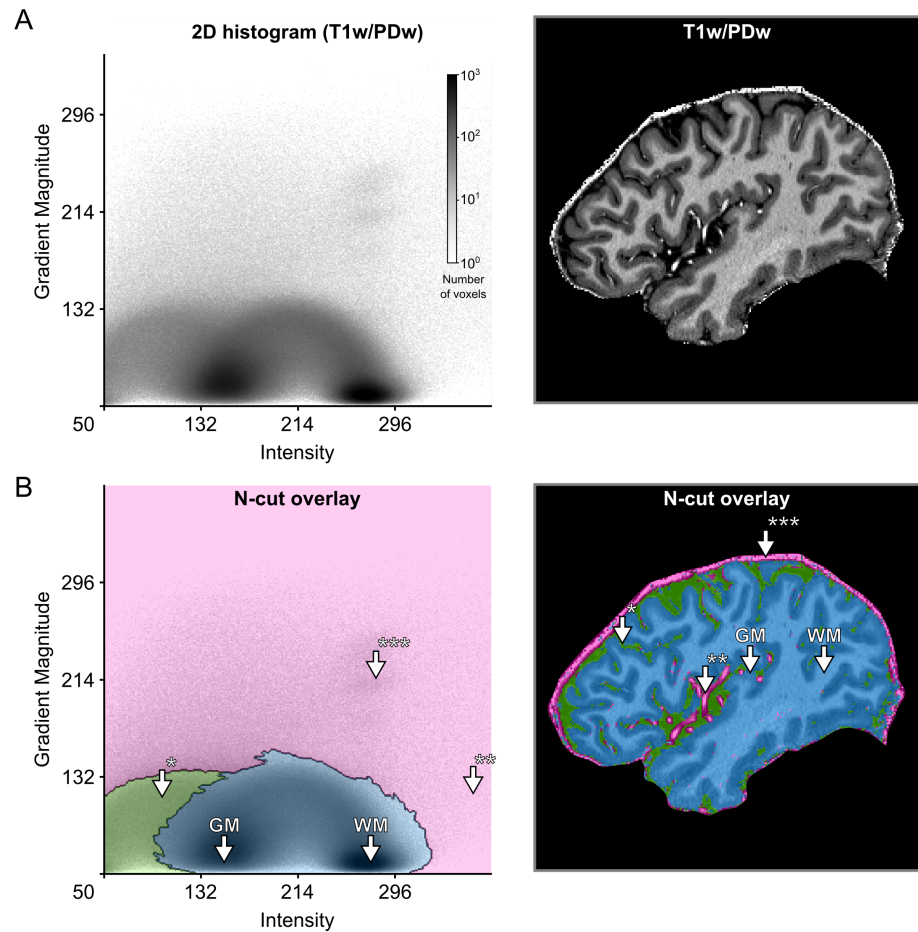 A
2D histogram (T1w/PDw)
T1w/PDw
Gradient Magnitude
296
214
132
50
132
214
296
Intensity
10³
10²
10¹
10⁰
Number
of voxels
B
N-cut overlay
N-cut overlay
Gradient Magnitude
296
214
132
50
132
214
296
Intensity
***
*
**
GM
WM
***
*
**
GM
WM